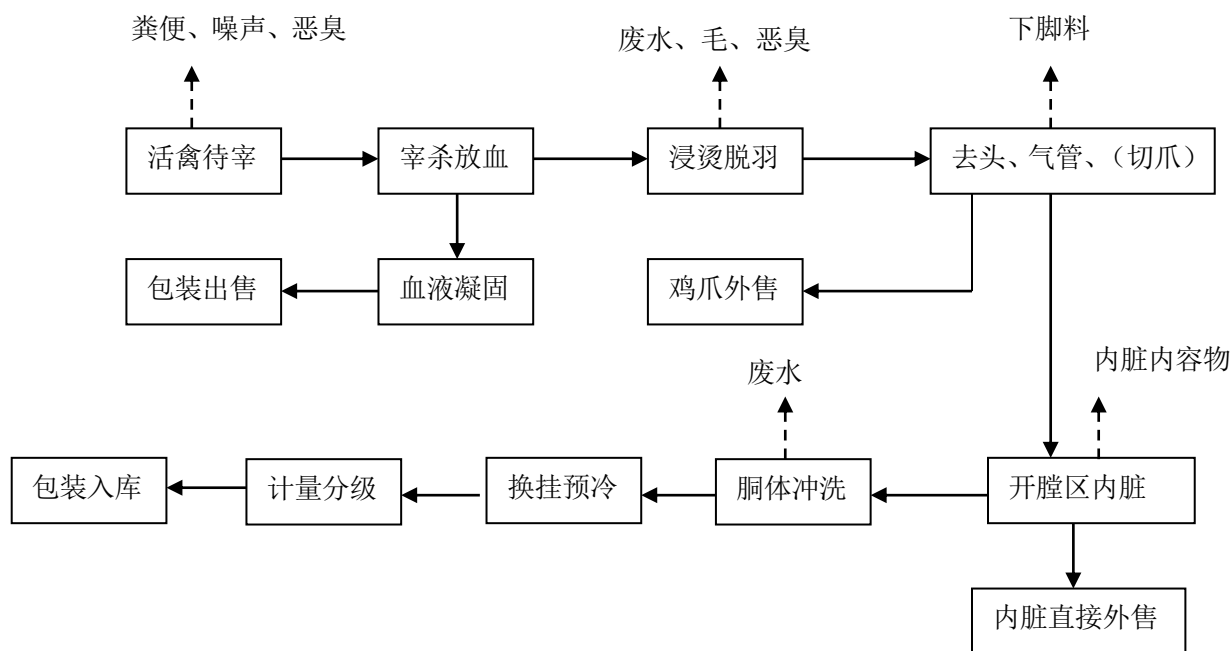 粪便、噪声、恶臭
废水、毛、恶臭
下脚料
活禽待宰
宰杀放血
浸烫脱羽
去头、气管、（切爪）
包装出售
血液凝固
鸡爪外售
废水
内脏内容物
包装入库
计量分级
换挂预冷
胴体冲洗
开膛区内脏
内脏直接外售